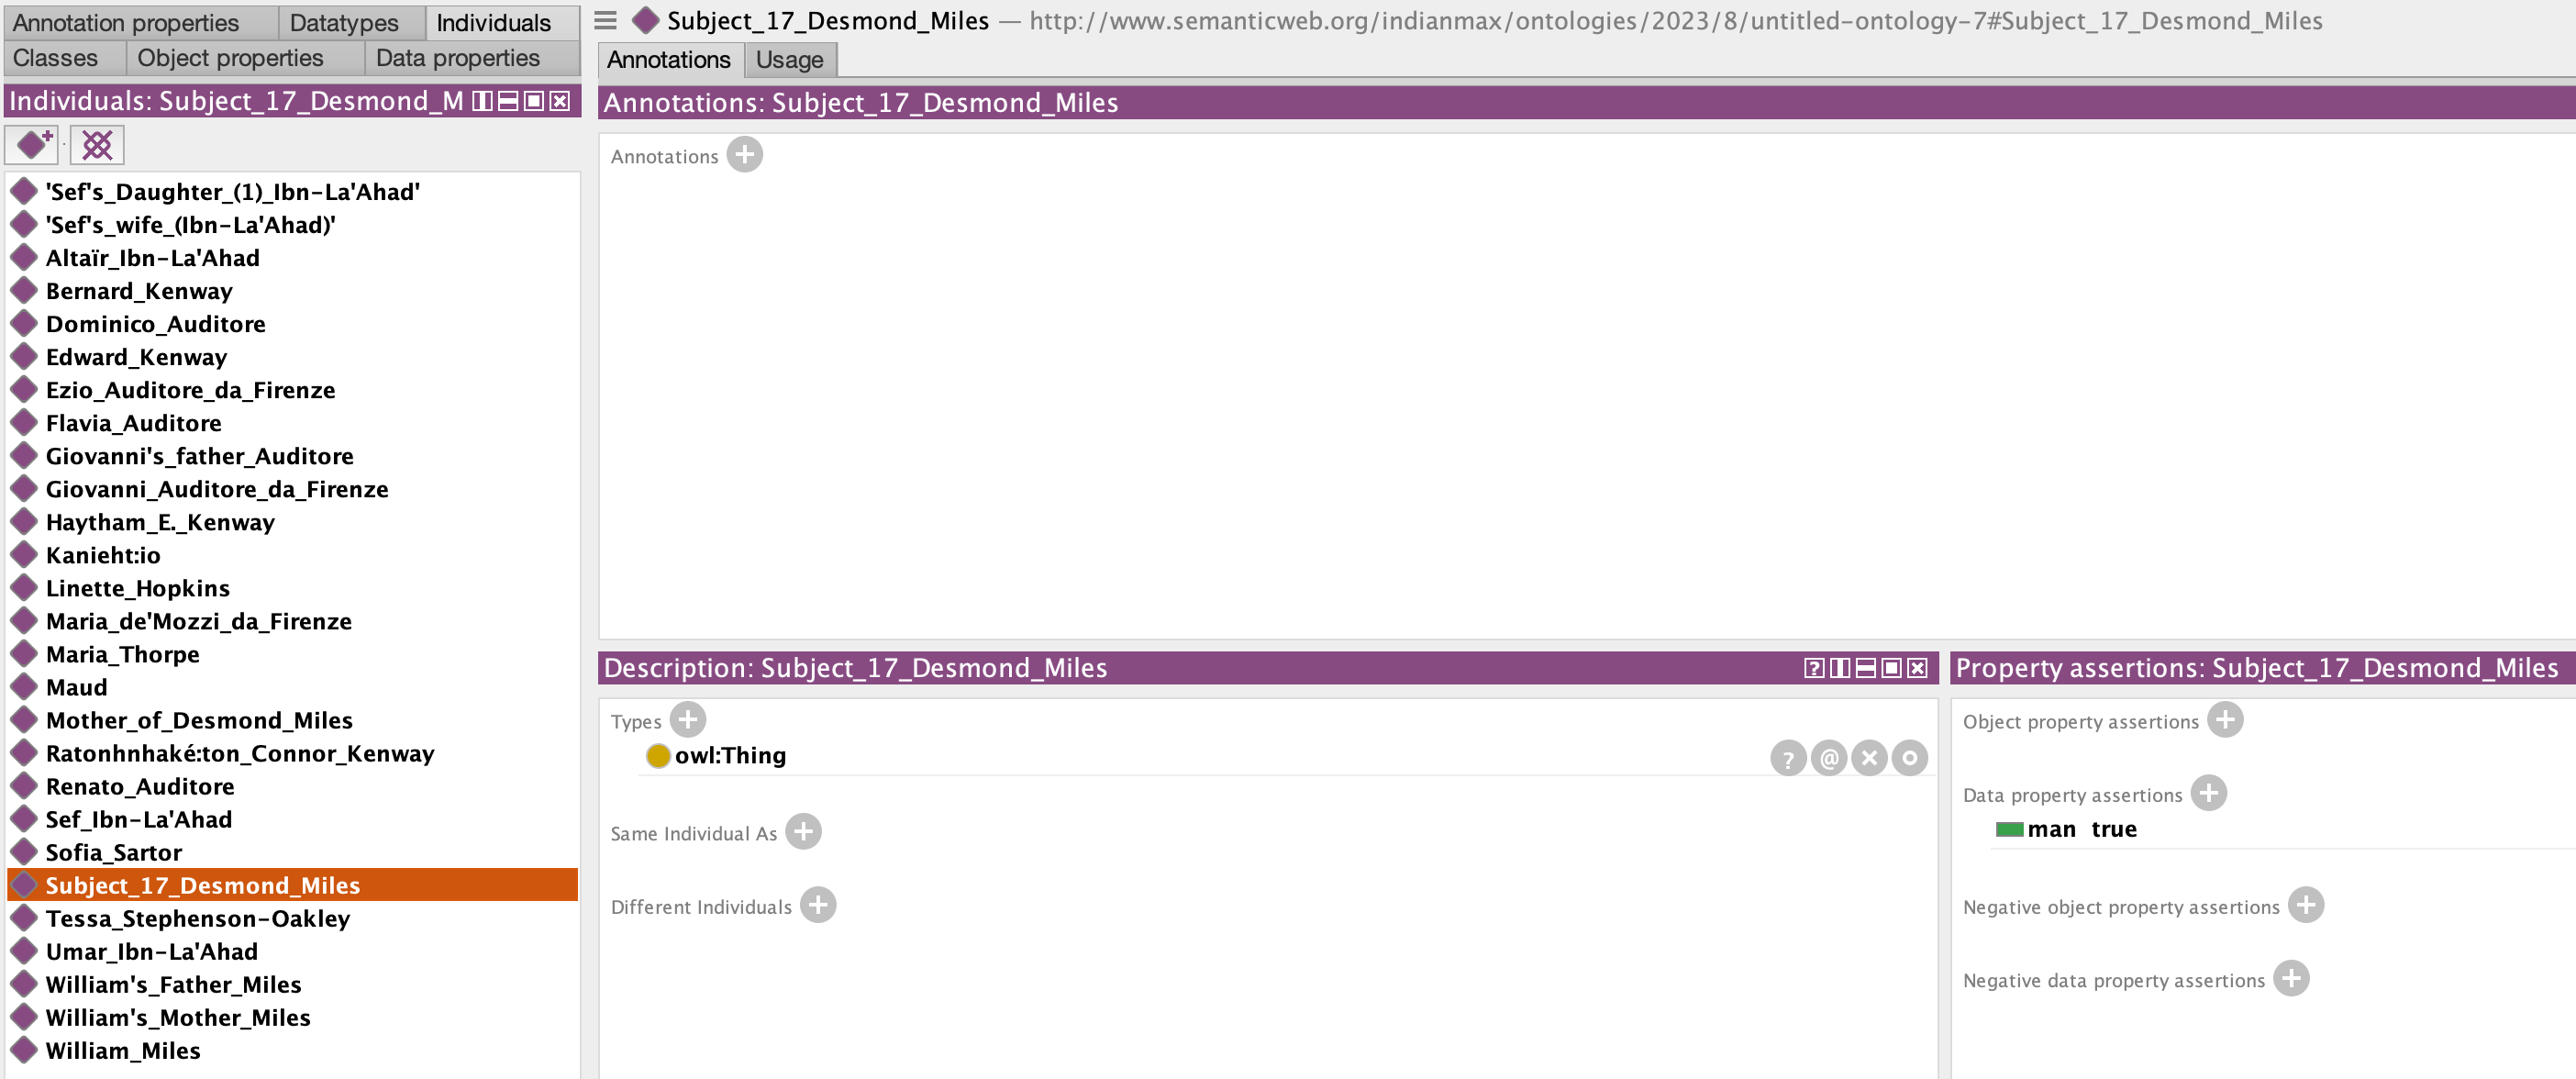 Annotation properties Datatypes Individuals
Classes Object properties Data properties
Individuals: Subject_17_Desmond_M
'Sef's_Daughter_(1)_Ibn-La'Ahad'
'Sef's_wife_(Ibn-La'Ahad)'
Altaïr_Ibn-La'Ahad
Bernard_Kenway
Dominico_Auditore
Edward_Kenway
Ezio_Auditore_da_Firenze
Flavia_Auditore
Giovanni's_father_Auditore
Giovanni_Auditore_da_Firenze
Haytham_E._Kenway
Kanieht:io
Linette_Hopkins
Maria_de'Mozzi_da_Firenze
Maria_Thorpe
Maud
Mother_of_Desmond_Miles
Ratonhnhaké:ton_Connor_Kenway
Renato_Auditore
Sef_Ibn-La'Ahad
Sofia_Sartor
Subject_17_Desmond_Miles
Tessa_Stephenson-Oakley
Umar_Ibn-La'Ahad
William's_Father_Miles
William's_Mother_Miles
William_Miles
Subject_17_Desmond_Miles — http://www.semanticweb.org/indianmax/ontologies/2023/8/untitled-ontology-7#Subject_17_Desmond_Miles
Annotations Usage
Annotations: Subject_17_Desmond_Miles
Annotations
Description: Subject_17_Desmond_Miles
Types
owl:Thing
Same Individual As
Different Individuals
Property assertions: Subject_17_Desmond_Miles
Object property assertions
Data property assertions
man true
Negative object property assertions
Negative data property assertions